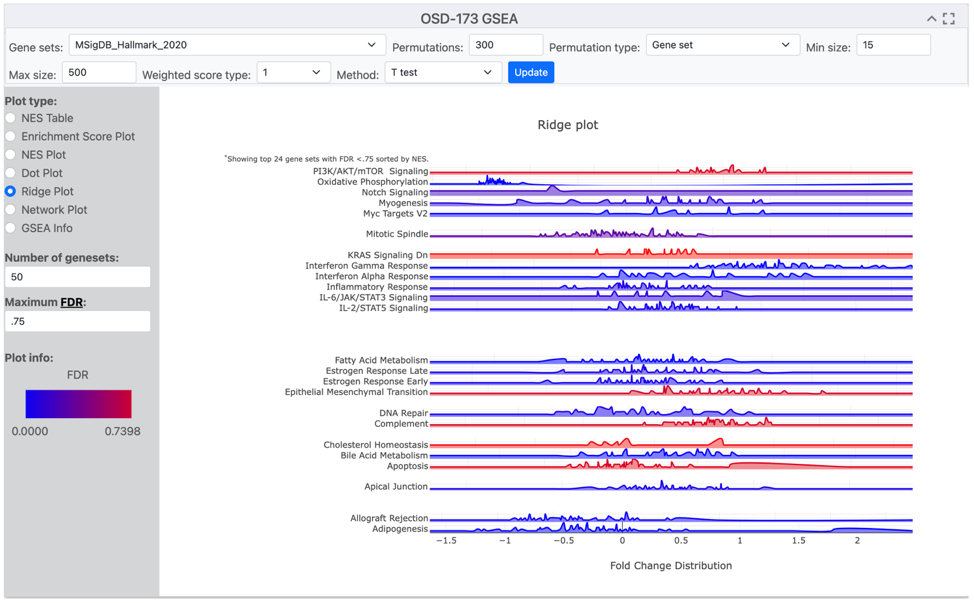 OSD-173 GSEA
Gene sets: MSigDB_Hallmark_2020 Permutations: 300 Permutation type: Gene set Min size: 15
Max size: 500 Weighted score type: 1 Method: T test Update
Plot type:
NES Table
Enrichment Score Plot
NES Plot
Dot Plot
Ridge Plot
Network Plot
GSEA Info
Number of genesets:
50
Maximum FDR:
.75
Plot info:
FDR
0.0000 0.7398
Ridge plot
*Showing top 24 gene sets with FDR <.75 sorted by NES.
PI3K/AKT/mTOR Signaling
Oxidative Phosphorylation
Notch Signaling
Myogenesis
Myc Targets V2
Mitotic Spindle
KRAS Signaling Dn
Interferon Gamma Response
Interferon Alpha Response
Inflammatory Response
IL-6/JAK/STAT3 Signaling
IL-2/STAT5 Signaling
Fatty Acid Metabolism
Estrogen Response Late
Estrogen Response Early
Epithelial Mesenchymal Transition
DNA Repair
Complement
Cholesterol Homeostasis
Bile Acid Metabolism
Apoptosis
Apical Junction
Allograft Rejection
Adipogenesis
−1.5 −1 −0.5 0 0.5 1 1.5 2
Fold Change Distribution